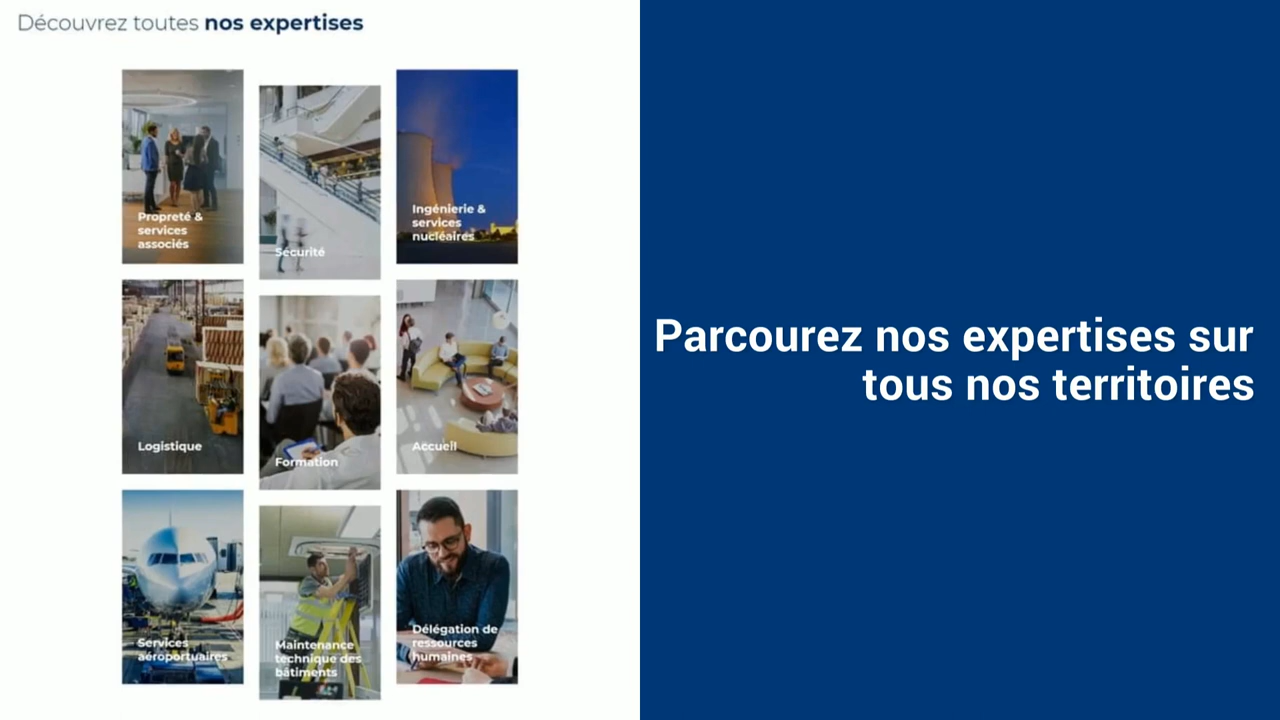 Découvrez toutes nos expertises
Propreté &
services
associés
Sécurité
Ingénierie &
services
nucléaires
Logistique
Formation
Accueil
Services
aéroportuaires
Maintenance
technique des
bâtiments
Délégation de
ressources
humaines
Parcourez nos expertises sur
tous nos territoires